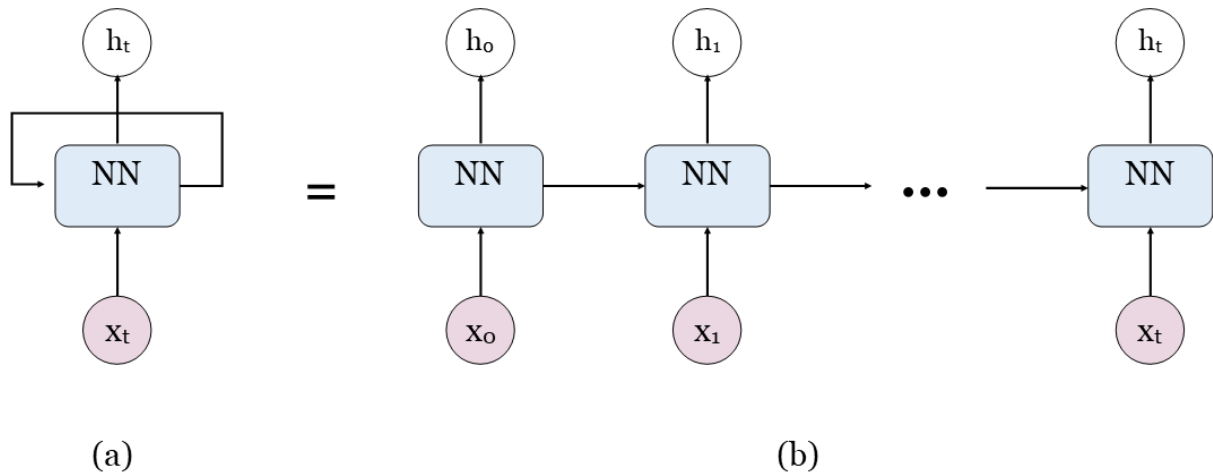 hₜ h₀ h₁ hₜ
NN = NN NN ... NN
xₜ x₀ x₁ xₜ
(a) (b)